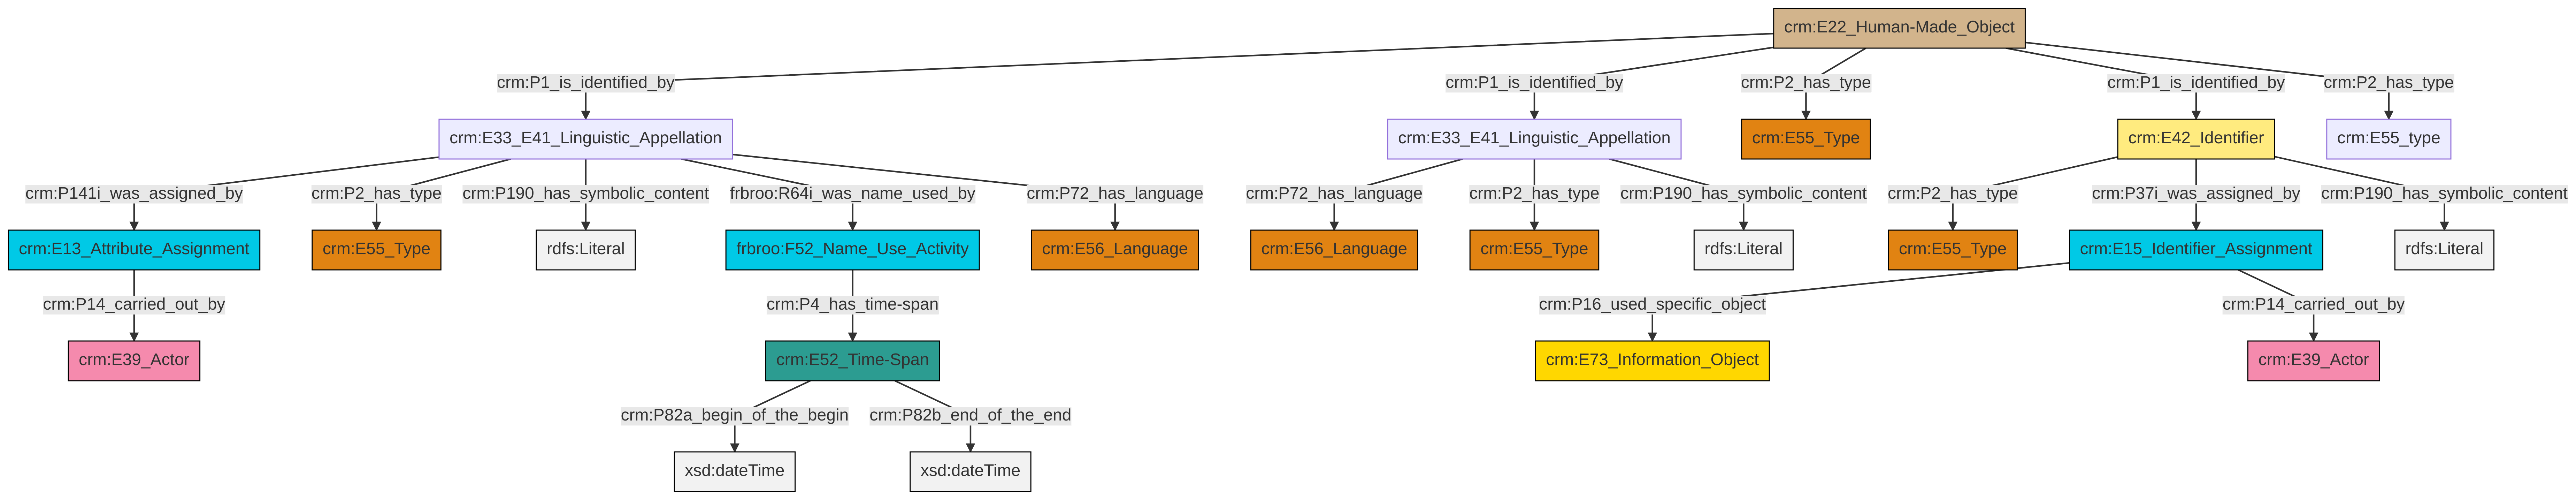 crm:E22_Human-Made_Object
crm:P1_is_identified_by
crm:P1_is_identified_by
crm:P2_has_type
crm:P1_is_identified_by
crm:P2_has_type
crm:E33_E41_Linguistic_Appellation
crm:E33_E41_Linguistic_Appellation
crm:E55_Type
crm:E42_Identifier
crm:E55_type
crm:P141i_was_assigned_by
crm:P2_has_type
crm:P190_has_symbolic_content
frbroo:R64i_was_name_used_by
crm:P72_has_language
crm:P72_has_language
crm:P2_has_type
crm:P190_has_symbolic_content
crm:P2_has_type
crm:P37i_was_assigned_by
crm:P190_has_symbolic_content
crm:E13_Attribute_Assignment
crm:E55_Type
rdfs:Literal
frbroo:F52_Name_Use_Activity
crm:E56_Language
crm:E56_Language
crm:E55_Type
rdfs:Literal
crm:E55_Type
crm:E15_Identifier_Assignment
rdfs:Literal
crm:P14_carried_out_by
crm:P4_has_time-span
crm:P16_used_specific_object
crm:P14_carried_out_by
crm:E39_Actor
crm:E52_Time-Span
crm:E73_Information_Object
crm:E39_Actor
crm:P82a_begin_of_the_begin
crm:P82b_end_of_the_end
xsd:dateTime
xsd:dateTime